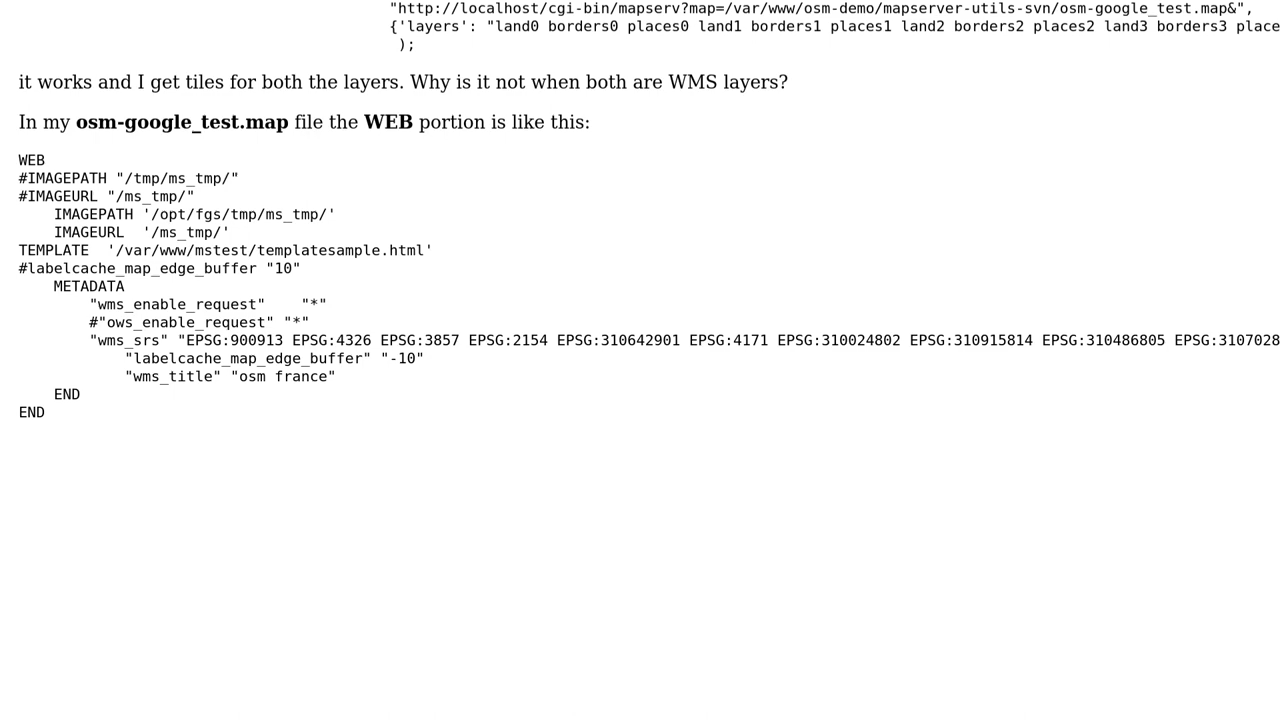 "http://localhost/cgi-bin/mapserv?map=/var/www/osm-demo/mapserver-utils-svn/osm-google_test.map&",
{'layers': "land0 borders0 places0 land1 borders1 places1 land2 borders2 places2 land3 borders3 place
);
it works and I get tiles for both the layers. Why is it not when both are WMS layers?
In my osm-google_test.map file the WEB portion is like this:
WEB
#IMAGEPATH "/tmp/ms_tmp/"
#IMAGEURL "/ms_tmp/"
IMAGEPATH '/opt/fgs/tmp/ms_tmp/'
IMAGEURL  '/ms_tmp/'
TEMPLATE  '/var/www/mstest/templatesample.html'
#labelcache_map_edge_buffer "10"
METADATA
"wms_enable_request"    "*"
#"ows_enable_request" "*"
"wms_srs" "EPSG:900913 EPSG:4326 EPSG:3857 EPSG:2154 EPSG:310642901 EPSG:4171 EPSG:310024802 EPSG:310915814 EPSG:310486805 EPSG:3107028
"labelcache_map_edge_buffer" "-10"
"wms_title" "osm france"
END
END